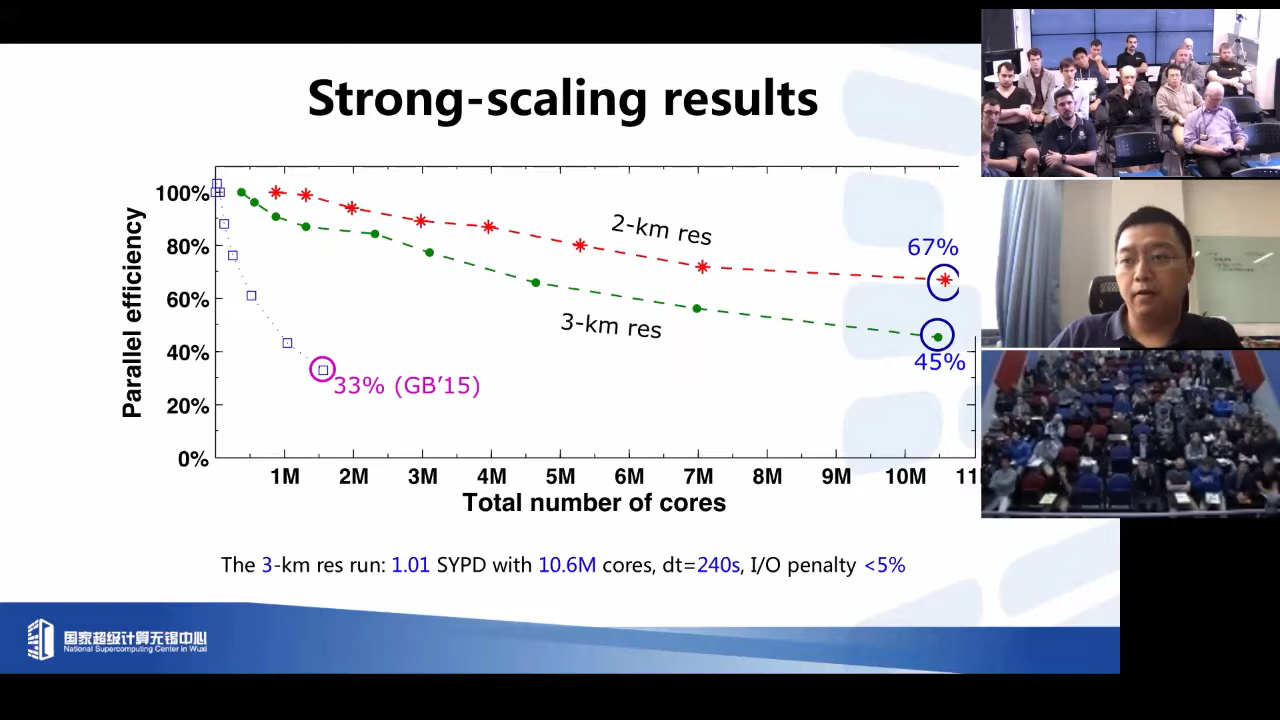 Strong-scaling results
100%
80%
60%
40%
20%
0%
Parallel efficiency
2-km res
3-km res
67%
45%
33% (GB'15)
1M 2M 3M 4M 5M 6M 7M 8M 9M 10M 11
Total number of cores
The 3-km res run: 1.01 SYPD with 10.6M cores, dt=240s, I/O penalty <5%
国家超级计算无锡中心
National Supercomputing Center in Wuxi